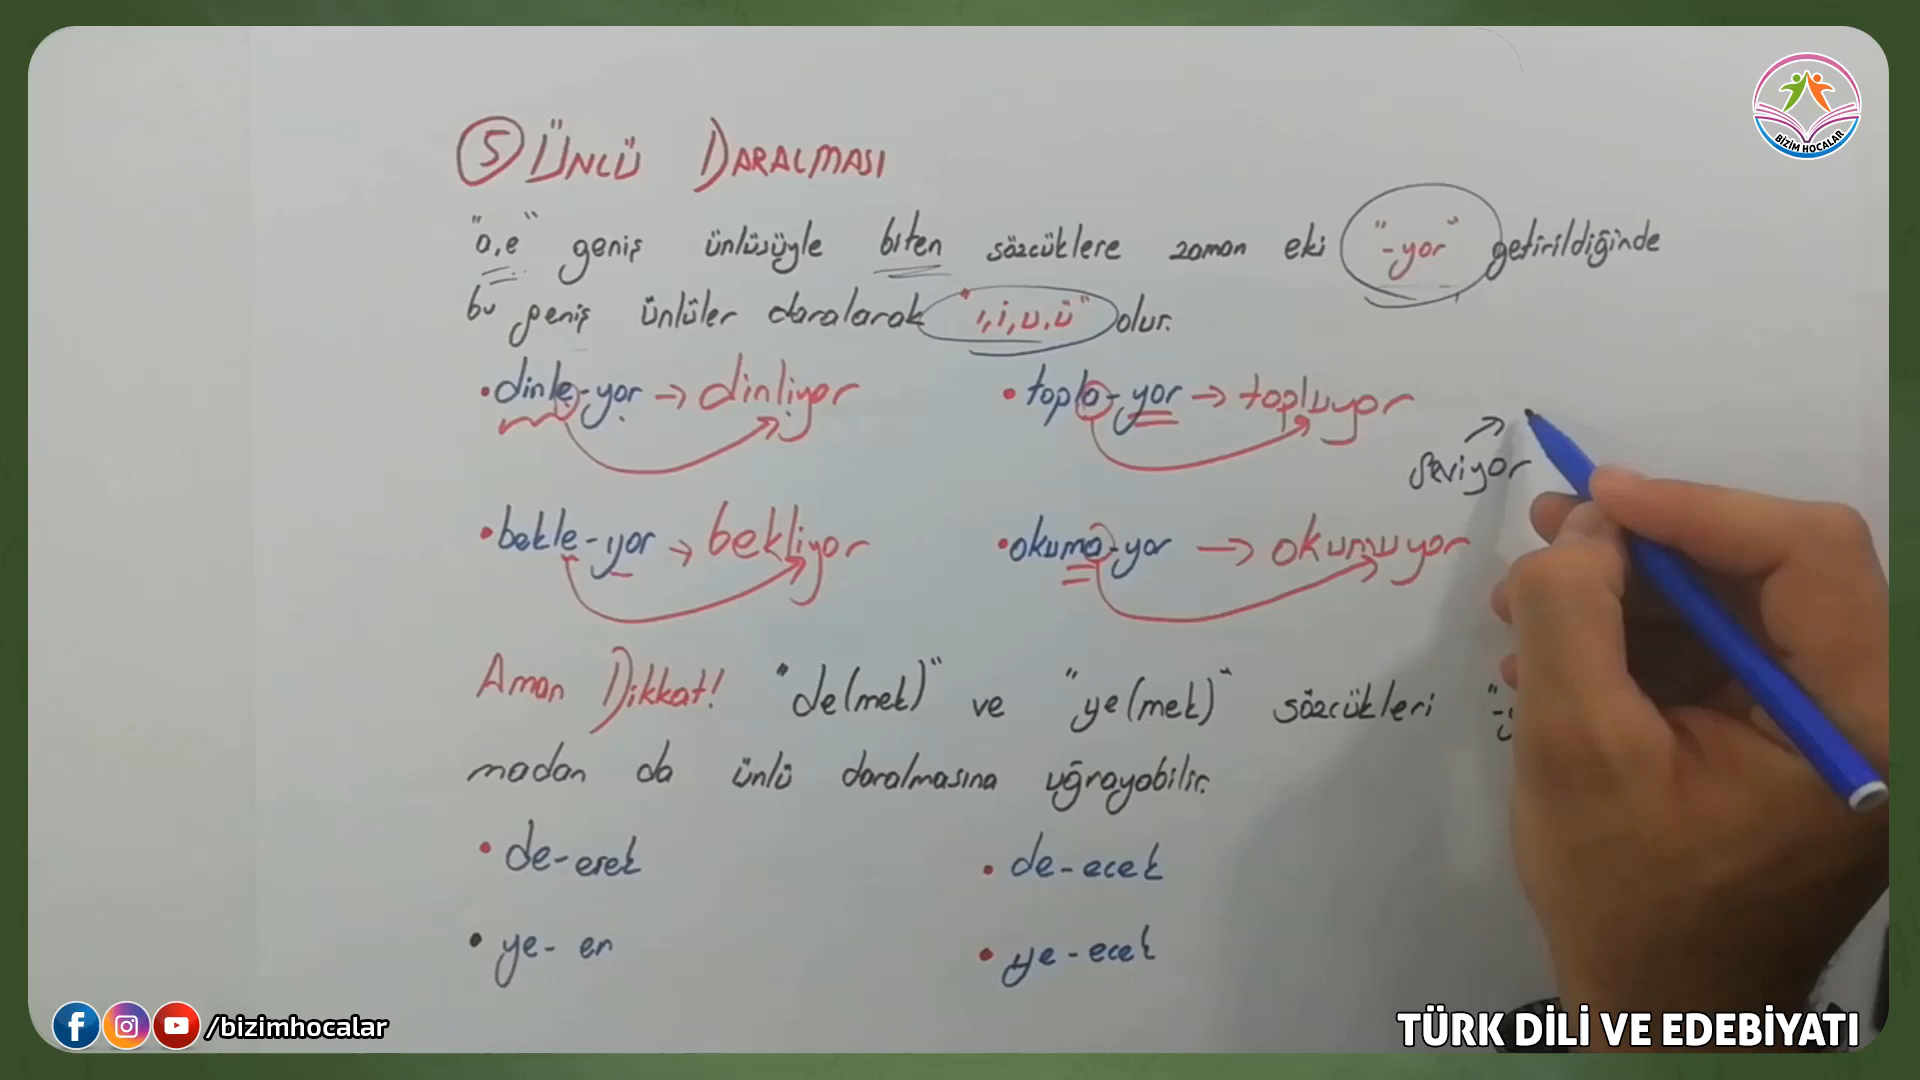 BİZİM HOCALAR
5 ÜNLÜ DARALMASI
"a,e" geniş ünlüsüyle biten sözcüklere zaman eki "-yor" getirildiğinde
bu geniş ünlüler daralarak "ı,i,u,ü" olur.
• dinle-yor → dinliyor
• topla-yor → topluyor
seviyor →
• bekle-yor → bekliyor
• okuma-yor → okumuyor
Aman Dikkat! "de(mek)" ve "ye(mek)" sözcükleri
madan da ünlü daralmasına uğrayabilir.
• de-erek
• de-ecek
• ye-en
• ye-ecek
/bizimhocalar
TÜRK DİLİ VE EDEBİYATI